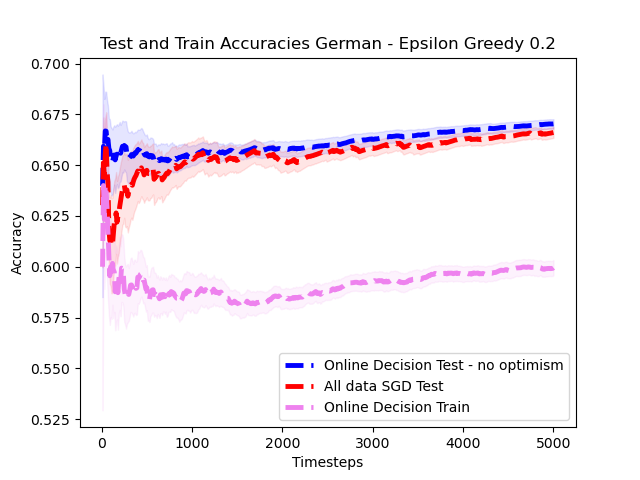 Test and Train Accuracies German - Epsilon Greedy 0.2
0.700
0.675
0.650
0.625
0.600
0.575
0.550
0.525
Accuracy
Online Decision Test - no optimism
All data SGD Test
Online Decision Train
0
1000
2000
3000
4000
5000
Timesteps